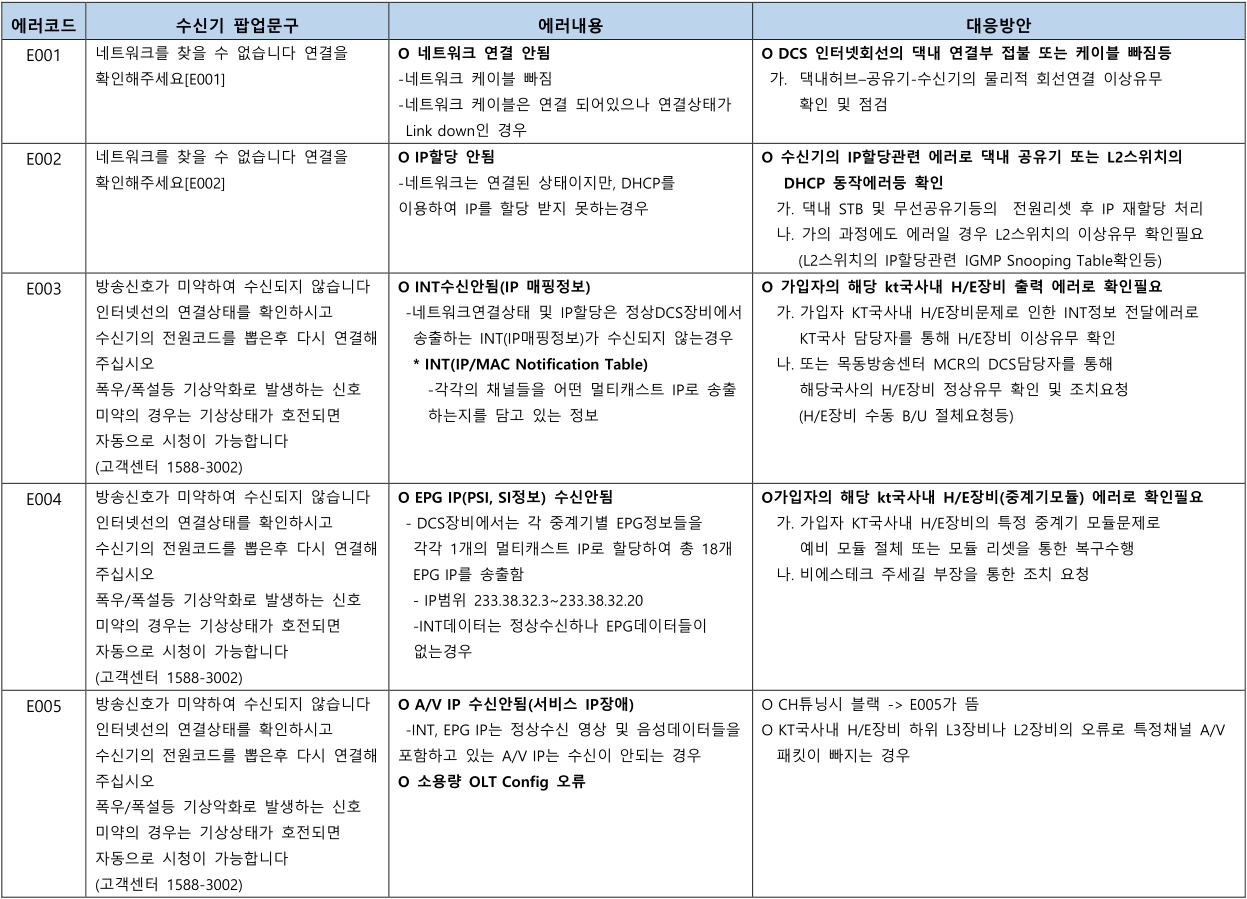 에러코드
수신기 팝업문구
에러내용
대응방안
E001
네트워크를 찾을 수 없습니다 연결을
확인해주세요[E001]
O 네트워크 연결 안됨
-네트워크 케이블 빠짐
-네트워크 케이블은 연결 되어있으나 연결상태가
Link down인 경우
O DCS 인터넷회선의 댁내 연결부 접불 또는 케이블 빠짐등
가. 댁내허브–공유기-수신기의 물리적 회선연결 이상유무
확인 및 점검
E002
네트워크를 찾을 수 없습니다 연결을
확인해주세요[E002]
O IP할당 안됨
-네트워크는 연결된 상태이지만, DHCP를
이용하여 IP를 할당 받지 못하는경우
O 수신기의 IP할당관련 에러로 댁내 공유기 또는 L2스위치의
DHCP 동작에러등 확인
가. 댁내 STB 및 무선공유기등의 전원리셋 후 IP 재할당 처리
나. 가의 과정에도 에러일 경우 L2스위치의 이상유무 확인필요
(L2스위치의 IP할당관련 IGMP Snooping Table확인등)
E003
방송신호가 미약하여 수신되지 않습니다
인터넷선의 연결상태를 확인하시고
수신기의 전원코드를 뽑은후 다시 연결해
주십시오
폭우/폭설등 기상악화로 발생하는 신호
미약의 경우는 기상상태가 호전되면
자동으로 시청이 가능합니다
(고객센터 1588-3002)
O INT수신안됨(IP 매핑정보)
-네트워크연결상태 및 IP할당은 정상DCS장비에서
송출하는 INT(IP매핑정보)가 수신되지 않는경우
* INT(IP/MAC Notification Table)
-각각의 채널들을 어떤 멀티캐스트 IP로 송출
하는지를 담고 있는 정보
O 가입자의 해당 kt국사내 H/E장비 출력 에러로 확인필요
가. 가입자 KT국사내 H/E장비문제로 인한 INT정보 전달에러로
KT국사 담당자를 통해 H/E장비 이상유무 확인
나. 또는 목동방송센터 MCR의 DCS담당자를 통해
해당국사의 H/E장비 정상유무 확인 및 조치요청
(H/E장비 수동 B/U 절체요청등)
E004
방송신호가 미약하여 수신되지 않습니다
인터넷선의 연결상태를 확인하시고
수신기의 전원코드를 뽑은후 다시 연결해
주십시오
폭우/폭설등 기상악화로 발생하는 신호
미약의 경우는 기상상태가 호전되면
자동으로 시청이 가능합니다
(고객센터 1588-3002)
O EPG IP(PSI, SI정보) 수신안됨
- DCS장비에서는 각 중계기별 EPG정보들을
각각 1개의 멀티캐스트 IP로 할당하여 총 18개
EPG IP를 송출함
- IP범위 233.38.32.3~233.38.32.20
-INT데이터는 정상수신하나 EPG데이터들이
없는경우
O가입자의 해당 kt국사내 H/E장비(중계기모듈) 에러로 확인필요
가. 가입자 KT국사내 H/E장비의 특정 중계기 모듈문제로
예비 모듈 절체 또는 모듈 리셋을 통한 복구수행
나. 비에스테크 주세길 부장을 통한 조치 요청
E005
방송신호가 미약하여 수신되지 않습니다
인터넷선의 연결상태를 확인하시고
수신기의 전원코드를 뽑은후 다시 연결해
주십시오
폭우/폭설등 기상악화로 발생하는 신호
미약의 경우는 기상상태가 호전되면
자동으로 시청이 가능합니다
(고객센터 1588-3002)
O A/V IP 수신안됨(서비스 IP장애)
-INT, EPG IP는 정상수신 영상 및 음성데이터들을
포함하고 있는 A/V IP는 수신이 안되는 경우
O 소용량 OLT Config 오류
O CH튜닝시 블랙 -> E005가 뜸
O KT국사내 H/E장비 하위 L3장비나 L2장비의 오류로 특정채널 A/V
패킷이 빠지는 경우